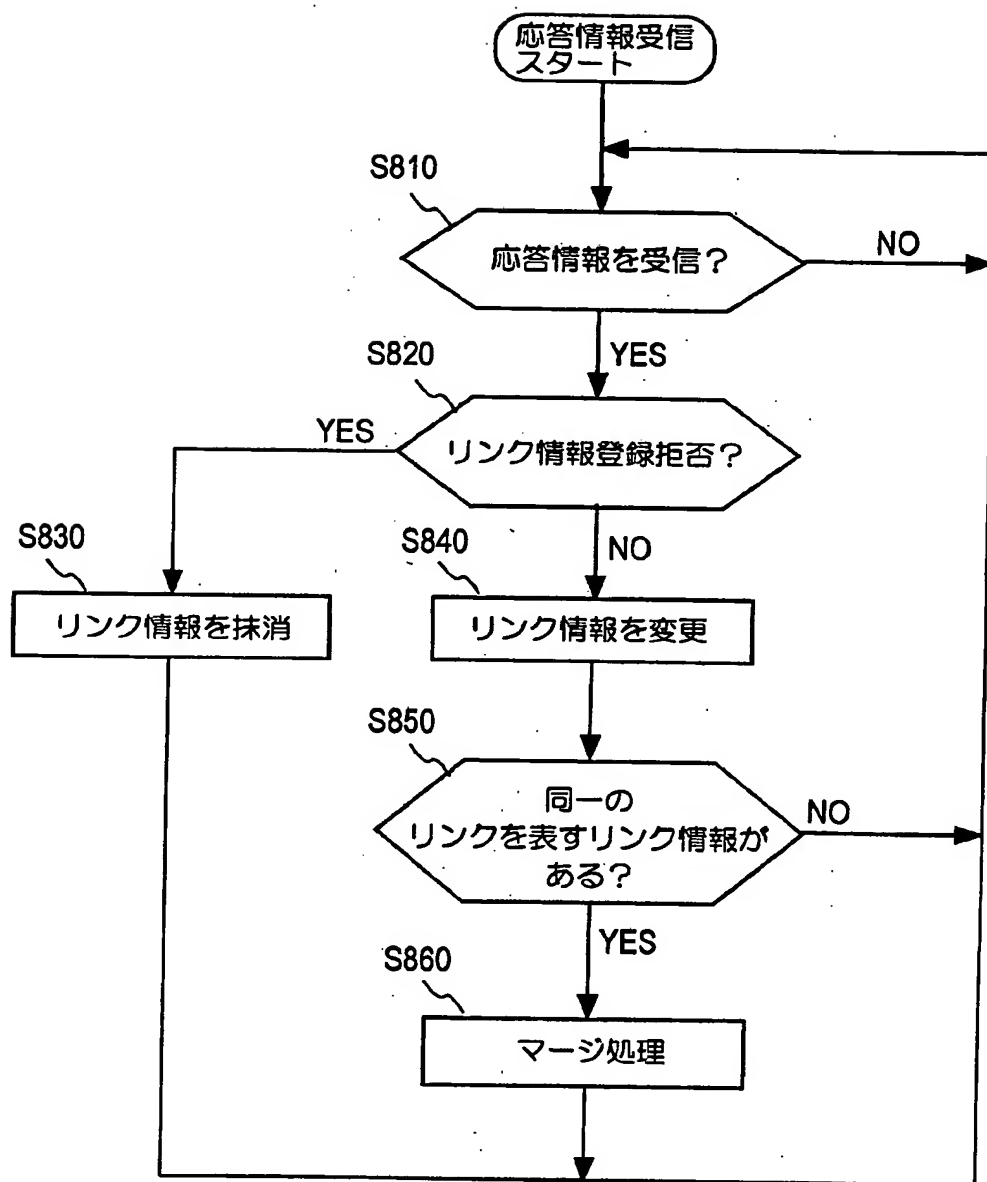 応答情報受信
スタート
S810
応答情報を受信?
NO
YES
S820
YES
リンク情報登録拒否?
S830
S840
NO
リンク情報を抹消
リンク情報を変更
S850
同一の
リンクを表すリンク情報が
ある?
NO
YES
S860
マージ処理